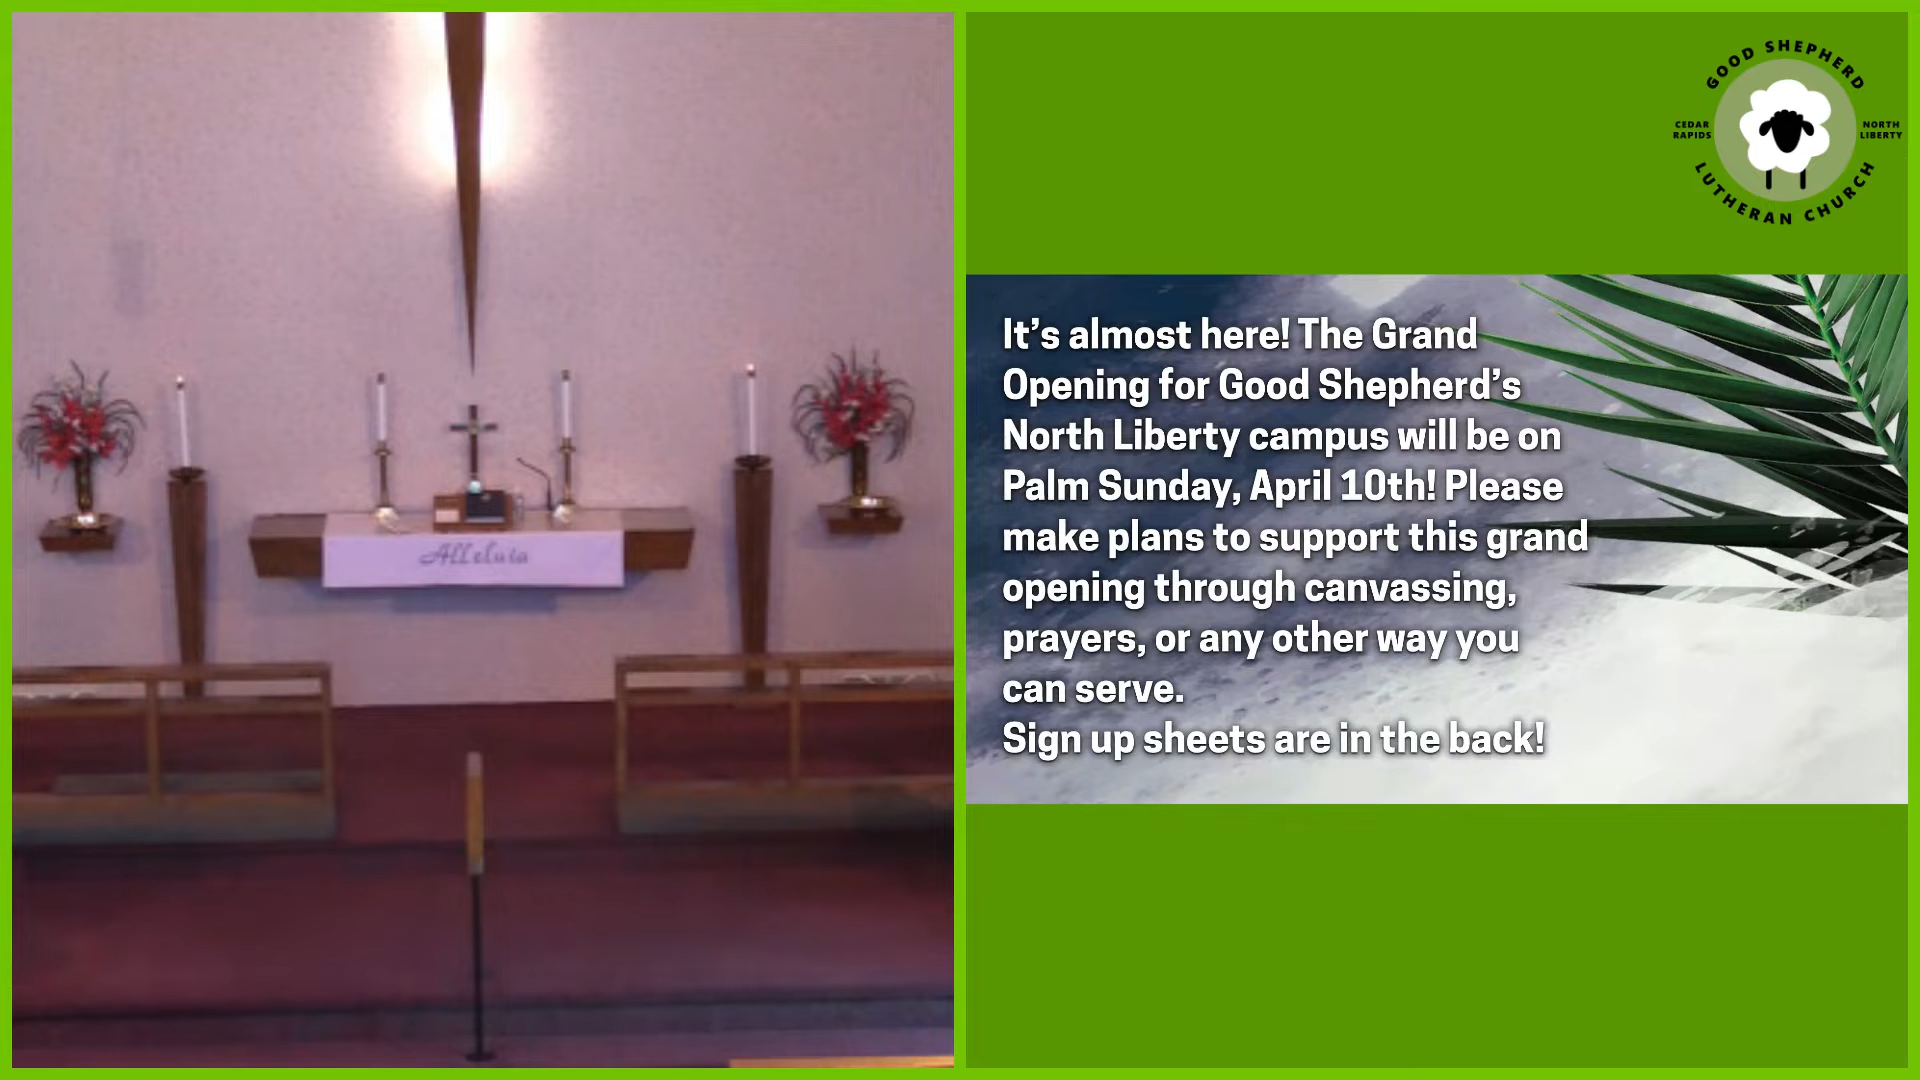 Alleluia
GOOD SHEPHERD
CEDAR
RAPIDS
NORTH
LIBERTY
LUTHERAN CHURCH
It’s almost here! The Grand
Opening for Good Shepherd’s
North Liberty campus will be on
Palm Sunday, April 10th! Please
make plans to support this grand
opening through canvassing,
prayers, or any other way you
can serve.
Sign up sheets are in the back!